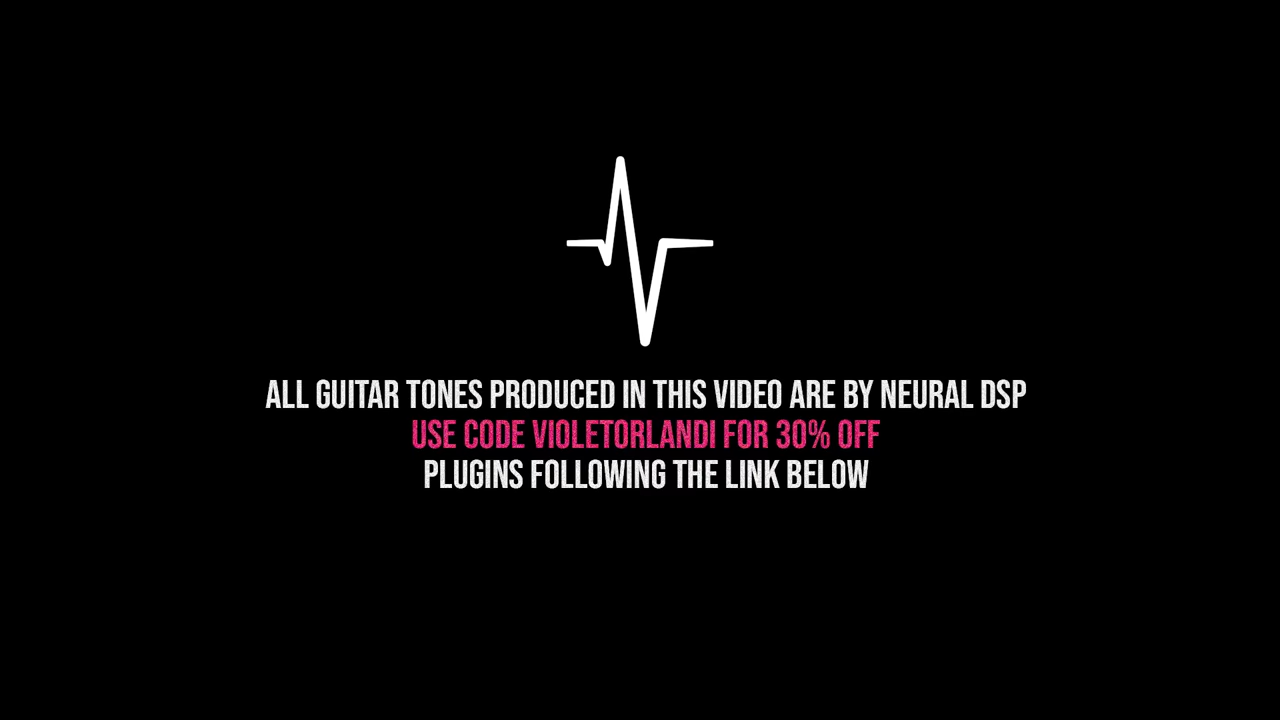 ALL GUITAR TONES PRODUCED IN THIS VIDEO ARE BY NEURAL DSP
USE CODE VIOLETORLANDI FOR 30% OFF
PLUGINS FOLLOWING THE LINK BELOW